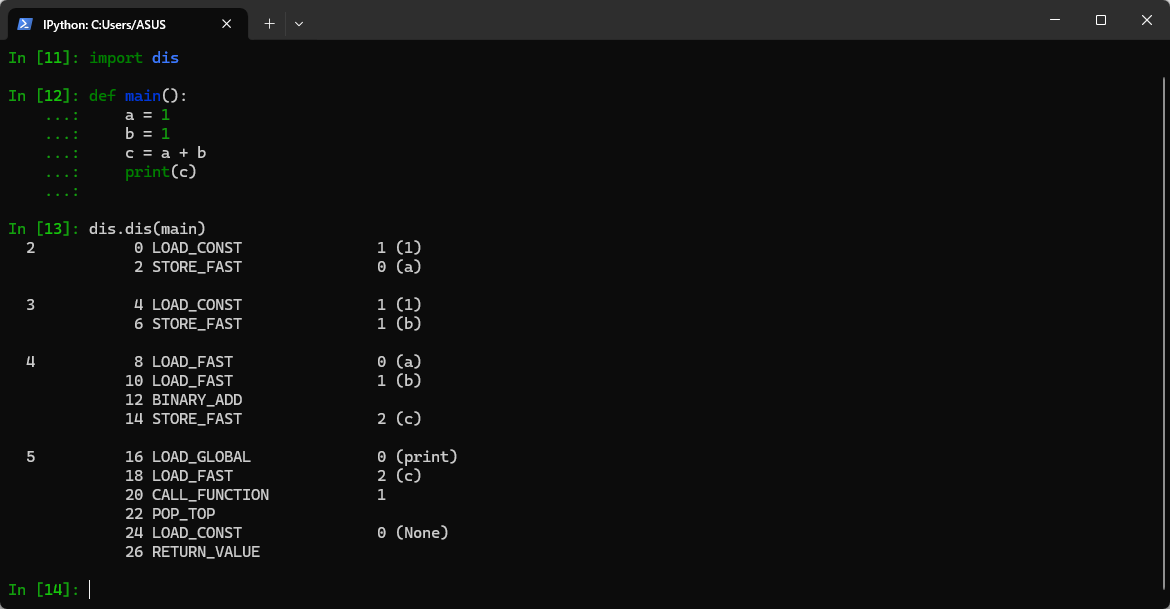 IPython: C:Users/ASUS
In [11]: import dis
In [12]: def main():
    ...:     a = 1
    ...:     b = 1
    ...:     c = a + b
    ...:     print(c)
    ...:
In [13]: dis.dis(main)
  2           0 LOAD_CONST               1 (1)
              2 STORE_FAST               0 (a)
  3           4 LOAD_CONST               1 (1)
              6 STORE_FAST               1 (b)
  4           8 LOAD_FAST                0 (a)
             10 LOAD_FAST                1 (b)
             12 BINARY_ADD
             14 STORE_FAST               2 (c)
  5          16 LOAD_GLOBAL              0 (print)
             18 LOAD_FAST                2 (c)
             20 CALL_FUNCTION            1
             22 POP_TOP
             24 LOAD_CONST               0 (None)
             26 RETURN_VALUE
In [14]: